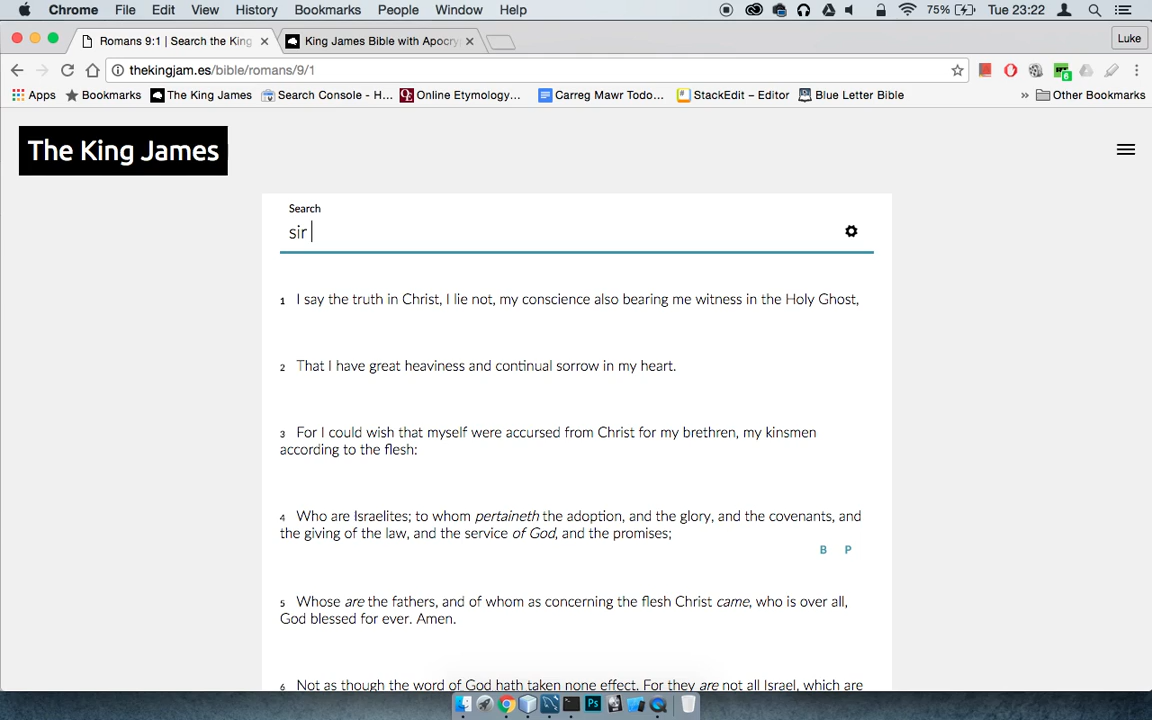 Chrome File Edit View History Bookmarks People Window Help 75% Tue 23:22
Romans 9:1 | Search the King King James Bible with Apocry Luke
thekingjam.es/bible/romans/9/1 6
Apps Bookmarks The King James Search Console - H... Online Etymology... Carreg Mawr Todo... StackEdit – Editor Blue Letter Bible » Other Bookmarks
The King James
Search
sir
1 I say the truth in Christ, I lie not, my conscience also bearing me witness in the Holy Ghost,
2 That I have great heaviness and continual sorrow in my heart.
3 For I could wish that myself were accursed from Christ for my brethren, my kinsmen
according to the flesh:
4 Who are Israelites; to whom pertaineth the adoption, and the glory, and the covenants, and
the giving of the law, and the service of God, and the promises;
B P
5 Whose are the fathers, and of whom as concerning the flesh Christ came, who is over all,
God blessed for ever. Amen.
6 Not as though the word of God hath taken none effect. For they are not all Israel, which are
Ps